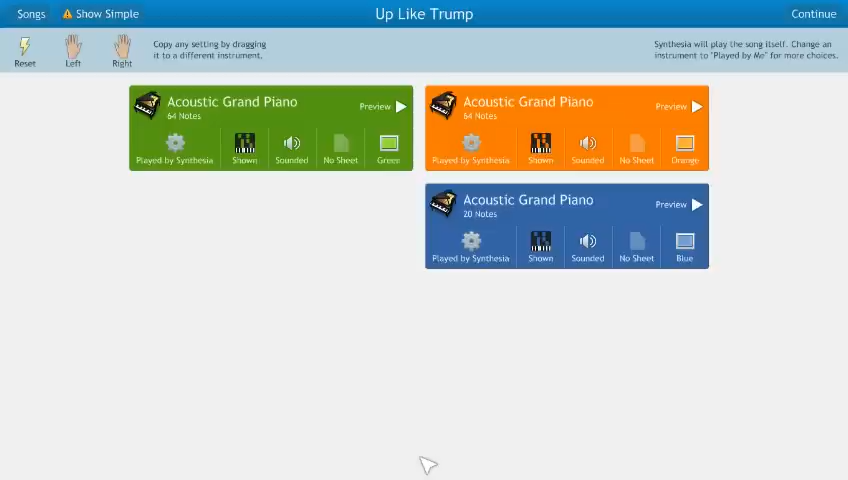 Songs
Show Simple
Up Like Trump
Continue
Reset
Left
Right
Copy any setting by dragging
it to a different instrument.
Synthesia will play the song itself. Change an
instrument to "Played by Me" for more choices.
Acoustic Grand Piano
64 Notes
Preview
Played by Synthesia
Shown
Sounded
No Sheet
Green
Acoustic Grand Piano
64 Notes
Preview
Played by Synthesia
Shown
Sounded
No Sheet
Orange
Acoustic Grand Piano
20 Notes
Preview
Played by Synthesia
Shown
Sounded
No Sheet
Blue